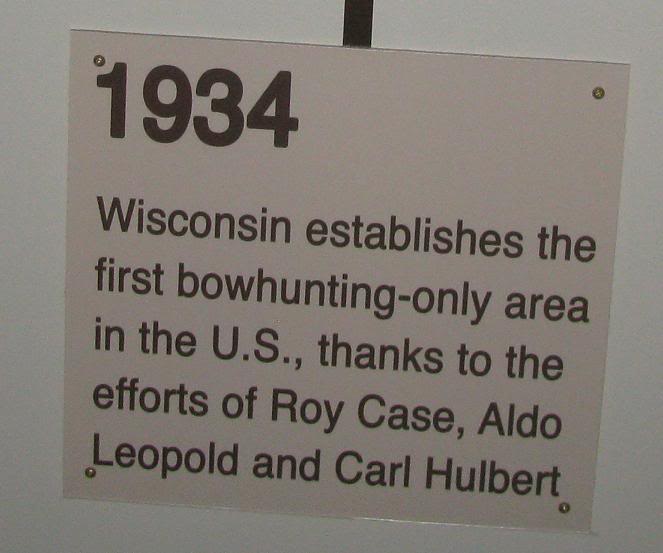 1934
Wisconsin establishes the
first bowhunting-only area
in the U.S., thanks to the
efforts of Roy Case, Aldo
Leopold and Carl Hulbert